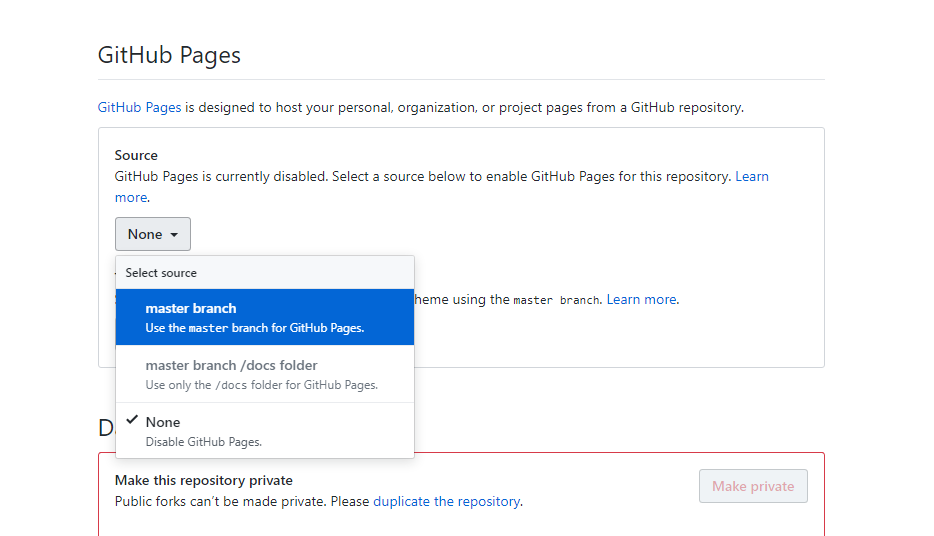 GitHub Pages
GitHub Pages is designed to host your personal, organization, or project pages from a GitHub repository.
Source
GitHub Pages is currently disabled. Select a source below to enable GitHub Pages for this repository. Learn
more.
None
Select source
heme using the master branch. Learn more.
master branch
Use the master branch for GitHub Pages.
master branch /docs folder
Use only the /docs folder for GitHub Pages.
None
Disable GitHub Pages.
D
Make this repository private
Public forks can't be made private. Please duplicate the repository.
Make private